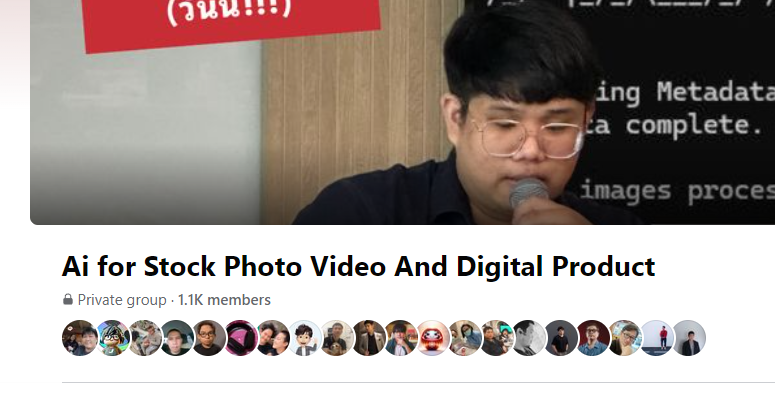 (วันนี้!!!)
ing Metadata
ta complete.
images proces
Ai for Stock Photo Video And Digital Product
Private group · 1.1K members